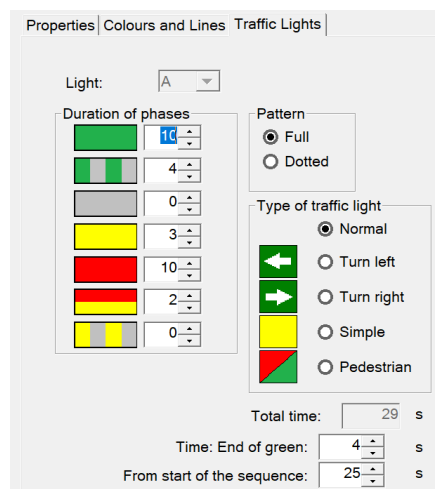 Properties Colours and Lines Traffic Lights
Light: A
Duration of phases
10
4
0
3
10
2
0
Pattern
Full
Dotted
Type of traffic light
Normal
Turn left
Turn right
Simple
Pedestrian
Total time: 29 s
Time: End of green: 4 s
From start of the sequence: 25 s